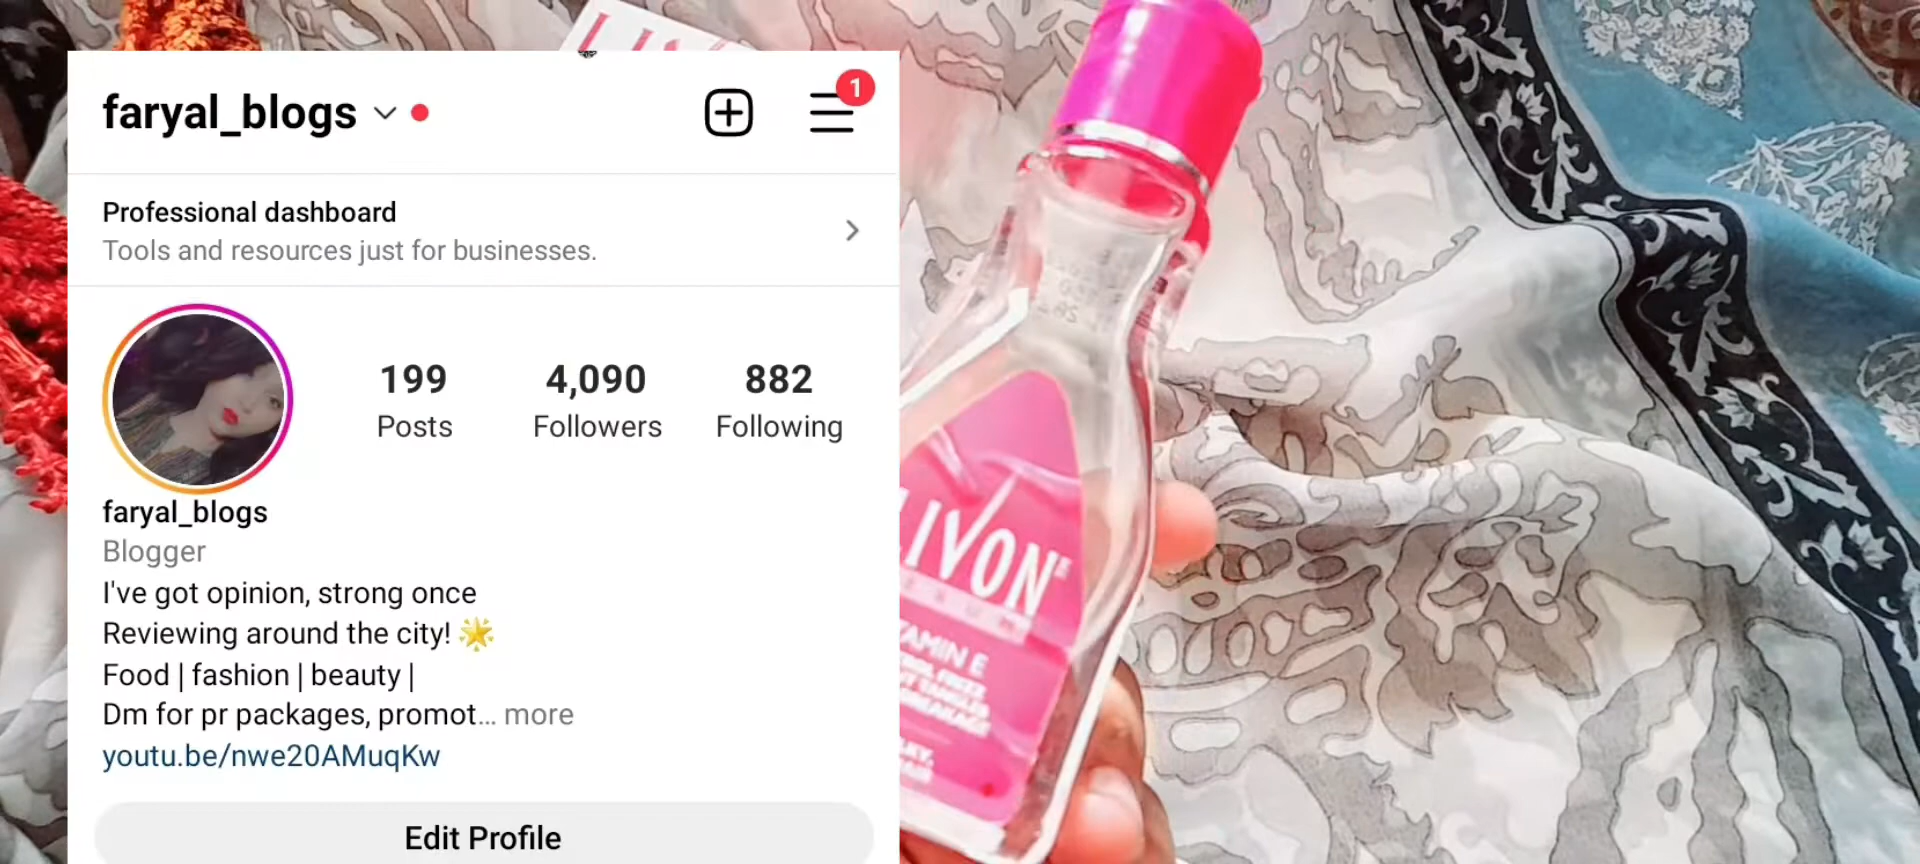 faryal_blogs
1
Professional dashboard
Tools and resources just for businesses.
199
Posts
4,090
Followers
882
Following
faryal_blogs
Blogger
I've got opinion, strong once
Reviewing around the city! 🌟
Food | fashion | beauty |
Dm for pr packages, promot... more
youtu.be/nwe20AMuqKw
Edit Profile
LIVON